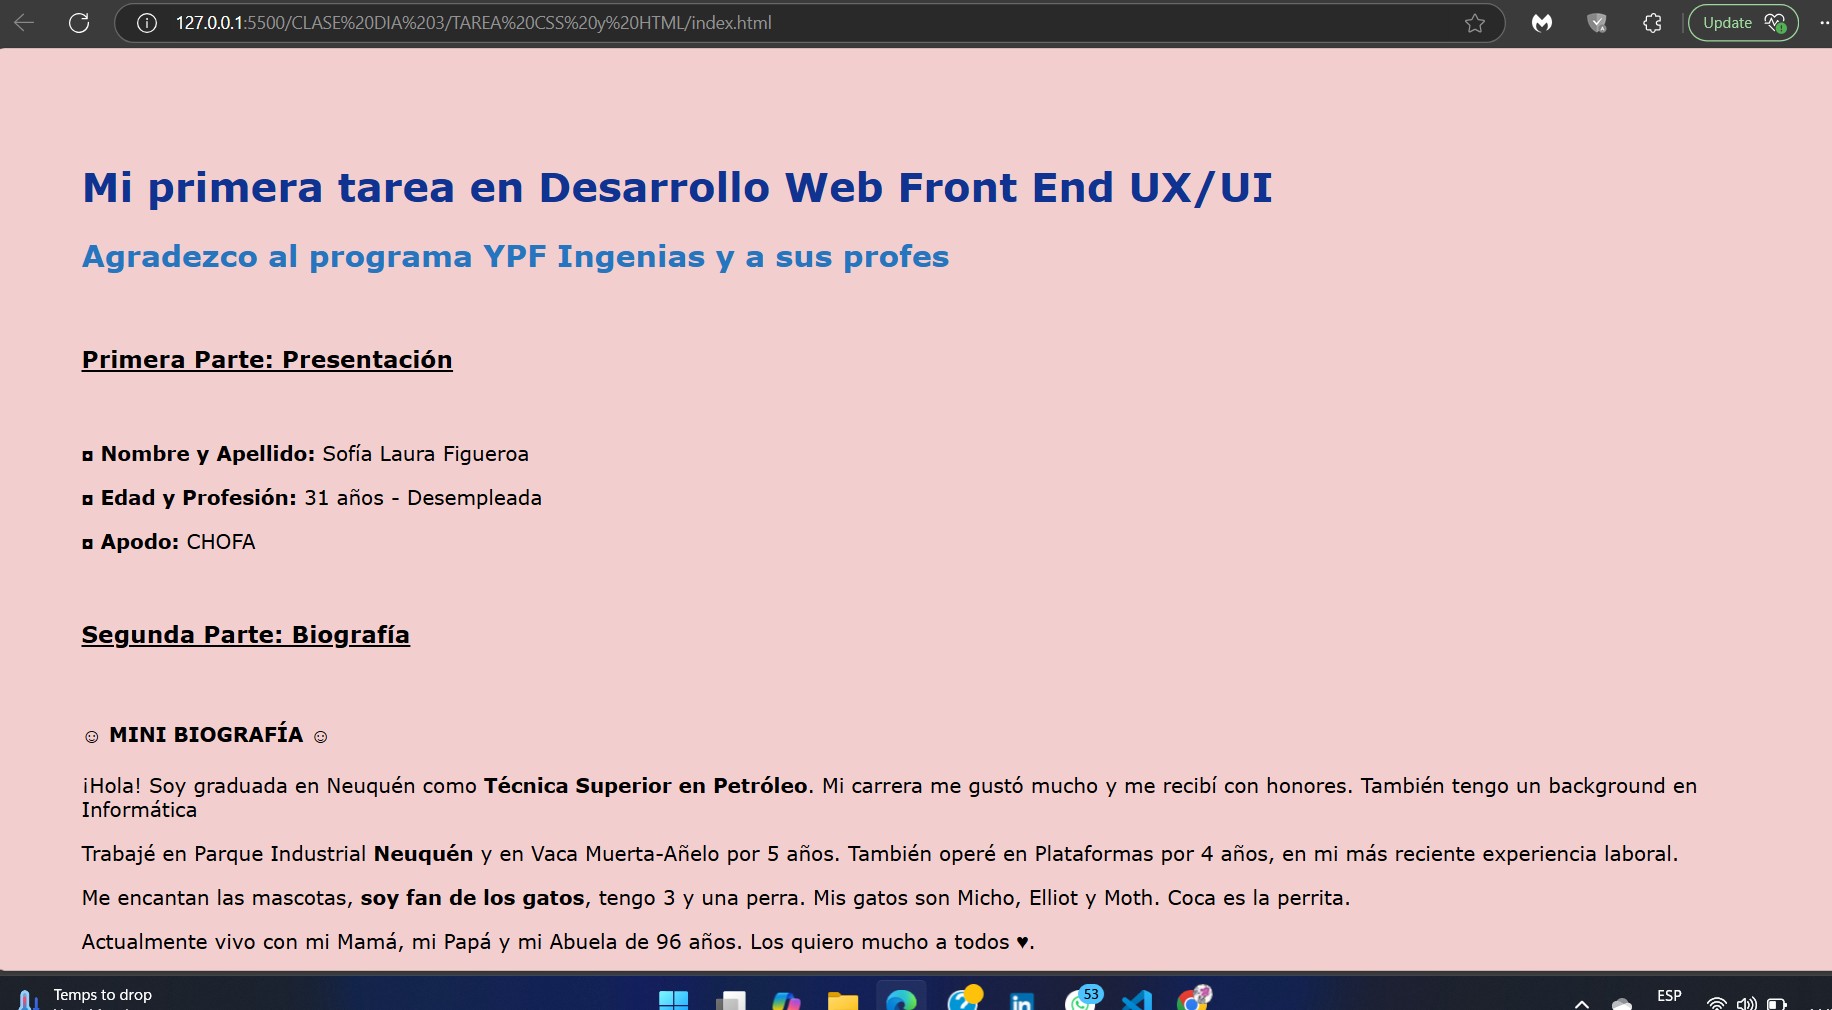 127.0.0.1:5500/CLASE%20DIA%203/TAREA%20CSS%20y%20HTML/index.html
Update
Mi primera tarea en Desarrollo Web Front End UX/UI
Agradezco al programa YPF Ingenias y a sus profes
Primera Parte: Presentación
¤ Nombre y Apellido: Sofía Laura Figueroa
¤ Edad y Profesión: 31 años - Desempleada
¤ Apodo: CHOFA
Segunda Parte: Biografía
☺ MINI BIOGRAFÍA ☺
¡Hola! Soy graduada en Neuquén como Técnica Superior en Petróleo. Mi carrera me gustó mucho y me recibí con honores. También tengo un background en
Informática
Trabajé en Parque Industrial Neuquén y en Vaca Muerta-Añelo por 5 años. También operé en Plataformas por 4 años, en mi más reciente experiencia laboral.
Me encantan las mascotas, soy fan de los gatos, tengo 3 y una perra. Mis gatos son Micho, Elliot y Moth. Coca es la perrita.
Actualmente vivo con mi Mamá, mi Papá y mi Abuela de 96 años. Los quiero mucho a todos ♥.
Temps to drop
53
ESP